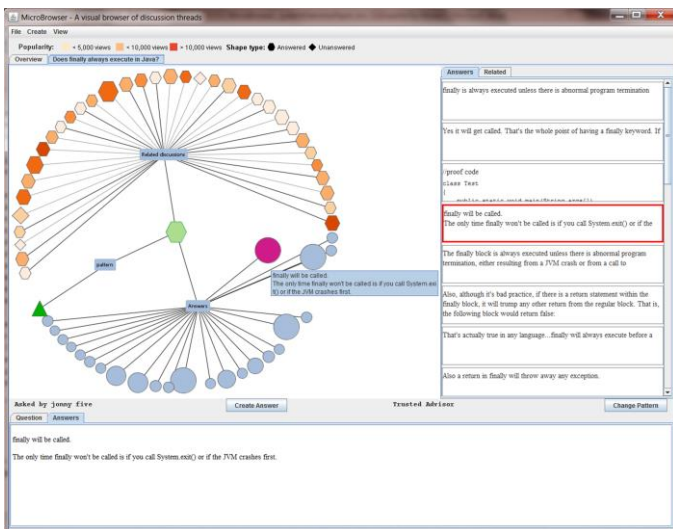 MicroBrowser - A visual browser of discussion threads
File Create View
Popularity: < 5,000 views < 10,000 views > 10,000 views Shape type: Answered Unanswered
Overview Does finally always execute in Java?
Answers Related
finally is always executed unless there is abnormal program termination
Yes it will get called. That's the whole point of having a finally keyword. If
//proof code
class Test
{
finally will be called.
The only time finally won't be called is if you call System.exit() or if the
The finally block is always executed unless there is abnormal program
termination, either resulting from a JVM crash or from a call to
Also, although it's bad practice, if there is a return statement within the
finally block, it will trump any other return from the regular block. That is,
the following block would return false:
That's actually true in any language...finally will always execute before a
Also a return in finally will throw away any exception.
Related discussions
pattern
finally will be called.
The only time finally won't be called is if you call System.ex
it() or if the JVM crashes first.
Answers
Asked by jonny five
Create Answer
Trusted Advisor
Change Pattern
Question Answers
finally will be called.
The only time finally won't be called is if you call System.exit() or if the JVM crashes first.